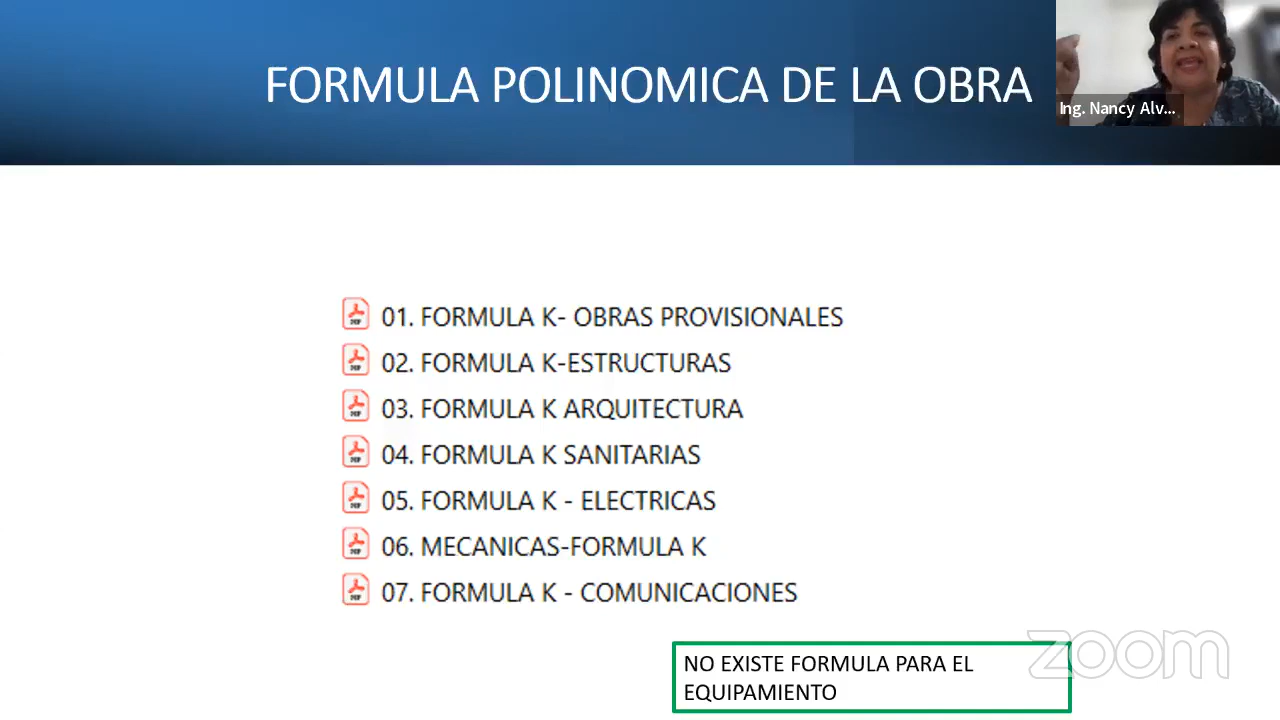 FORMULA POLINOMICA DE LA OBRA
Ing. Nancy Alv...
01. FORMULA K- OBRAS PROVISIONALES
02. FORMULA K-ESTRUCTURAS
03. FORMULA K ARQUITECTURA
04. FORMULA K SANITARIAS
05. FORMULA K - ELECTRICAS
06. MECANICAS-FORMULA K
07. FORMULA K - COMUNICACIONES
NO EXISTE FORMULA PARA EL
EQUIPAMIENTO
zoom